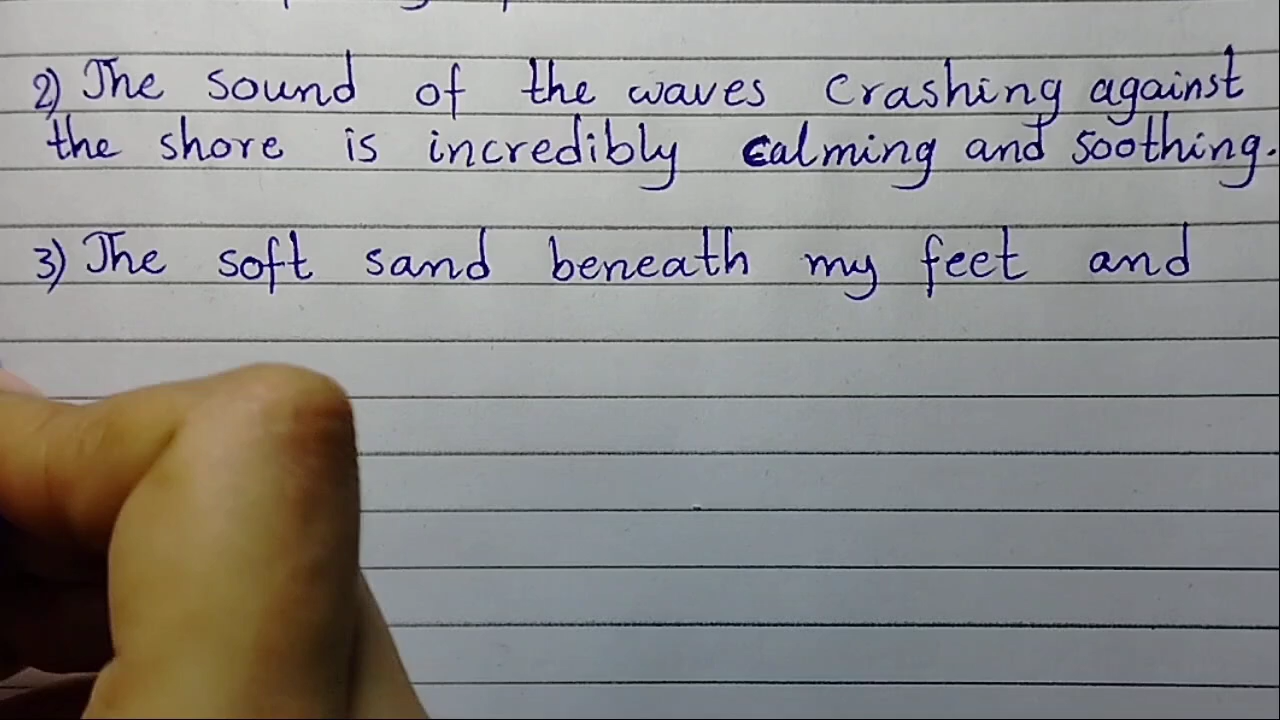 2) The sound of the waves crashing against
the shore is incredibly calming and soothing.
3) The soft sand beneath my feet and